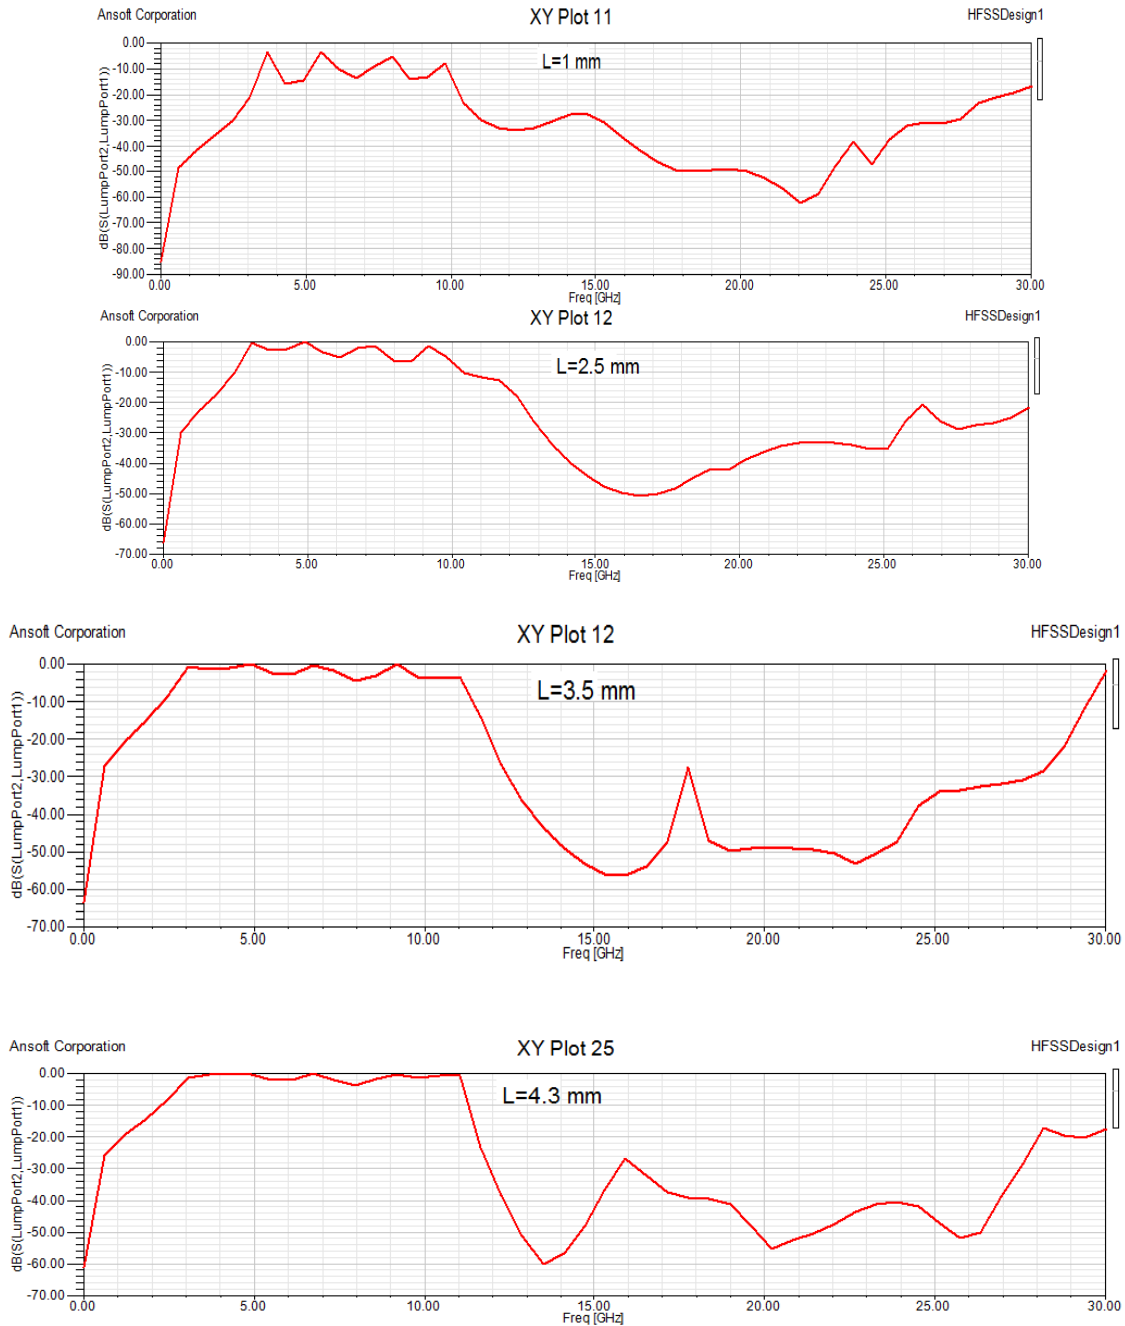 Ansoft Corporation XY Plot 11 HFSSDesign1
L=1 mm
dB(S(LumpPort2,LumpPort1))
0.00
-10.00
-20.00
-30.00
-40.00
-50.00
-60.00
-70.00
-80.00
-90.00
0.00 5.00 10.00 15.00 20.00 25.00 30.00
Freq [GHz]
Ansoft Corporation XY Plot 12 HFSSDesign1
L=2.5 mm
dB(S(LumpPort2,LumpPort1))
0.00
-10.00
-20.00
-30.00
-40.00
-50.00
-60.00
-70.00
0.00 5.00 10.00 15.00 20.00 25.00 30.00
Freq [GHz]
Ansoft Corporation XY Plot 12 HFSSDesign1
L=3.5 mm
dB(S(LumpPort2,LumpPort1))
0.00
-10.00
-20.00
-30.00
-40.00
-50.00
-60.00
-70.00
0.00 5.00 10.00 15.00 20.00 25.00 30.00
Freq [GHz]
Ansoft Corporation XY Plot 25 HFSSDesign1
L=4.3 mm
dB(S(LumpPort2,LumpPort1))
0.00
-10.00
-20.00
-30.00
-40.00
-50.00
-60.00
-70.00
0.00 5.00 10.00 15.00 20.00 25.00 30.00
Freq [GHz]